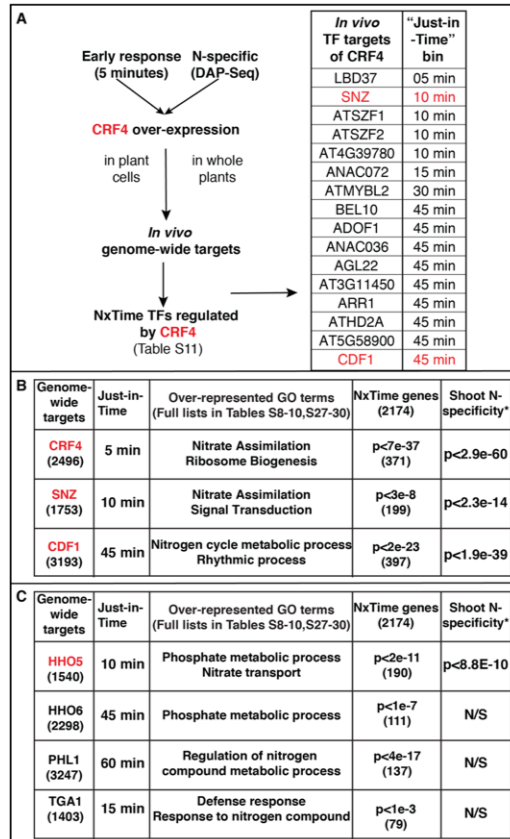 A
Early response
(5 minutes)
N-specific
(DAP-Seq)
CRF4 over-expression
in plant
cells
in whole
plants
In vivo
genome-wide targets
NxTime TFs regulated
by CRF4
(Table S11)
In vivo
TF targets
of CRF4
"Just-in
-Time"
bin
LBD37 05 min
SNZ 10 min
ATSZF1 10 min
ATSZF2 10 min
AT4G39780 10 min
ANAC072 15 min
ATMYBL2 30 min
BEL10 45 min
ADOF1 45 min
ANAC036 45 min
AGL22 45 min
AT3G11450 45 min
ARR1 45 min
ATHD2A 45 min
AT5G58900 45 min
CDF1 45 min
B
Genome-
wide
targets
Just-in-
Time
Over-represented GO terms
(Full lists in Tables S8-10,S27-30)
NxTime genes
(2174)
Shoot N-
specificity*
CRF4
(2496)
5 min
Nitrate Assimilation
Ribosome Biogenesis
p<7e-37
(371)
p<2.9e-60
SNZ
(1753)
10 min
Nitrate Assimilation
Signal Transduction
p<3e-8
(199)
p<2.3e-14
CDF1
(3193)
45 min
Nitrogen cycle metabolic process
Rhythmic process
p<2e-23
(397)
p<1.9e-39
C
Genome-
wide
targets
Just-in-
Time
Over-represented GO terms
(Full lists in Tables S8-10,S27-30)
NxTime genes
(2174)
Shoot N-
specificity*
HHO5
(1540)
10 min
Phosphate metabolic process
Nitrate transport
p<2e-11
(190)
p<8.8E-10
HHO6
(2298)
45 min
Phosphate metabolic process
p<1e-7
(111)
N/S
PHL1
(3247)
60 min
Regulation of nitrogen
compound metabolic process
p<4e-17
(137)
N/S
TGA1
(1403)
15 min
Defense response
Response to nitrogen compound
p<1e-3
(79)
N/S